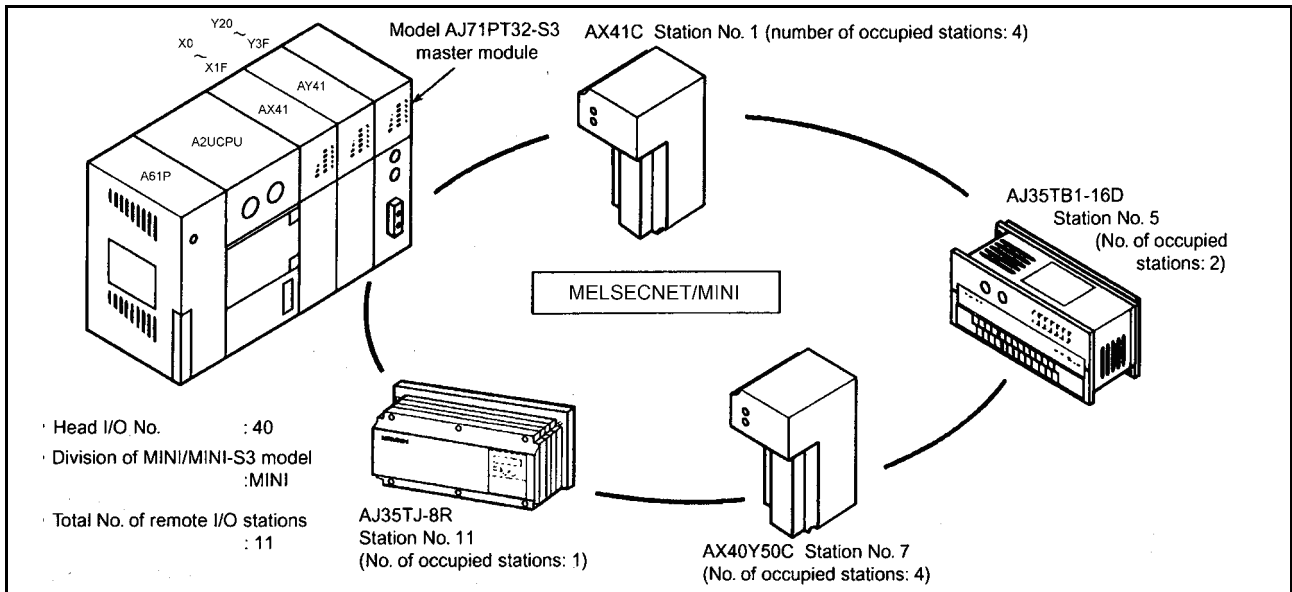 Y20
~
Y3F
X0
~
X1F
Model AJ71PT32-S3
master module
AX41C Station No. 1 (number of occupied stations: 4)
AY41
AX41
A2UCPU
A61P
AJ35TB1-16D
Station No. 5
(No. of occupied
stations: 2)
MELSECNET/MINI
· Head I/O No. : 40
· Division of MINI/MINI-S3 model
:MINI
· Total No. of remote I/O stations
: 11
AJ35TJ-8R
Station No. 11
(No. of occupied stations: 1)
AX40Y50C Station No. 7
(No. of occupied stations: 4)